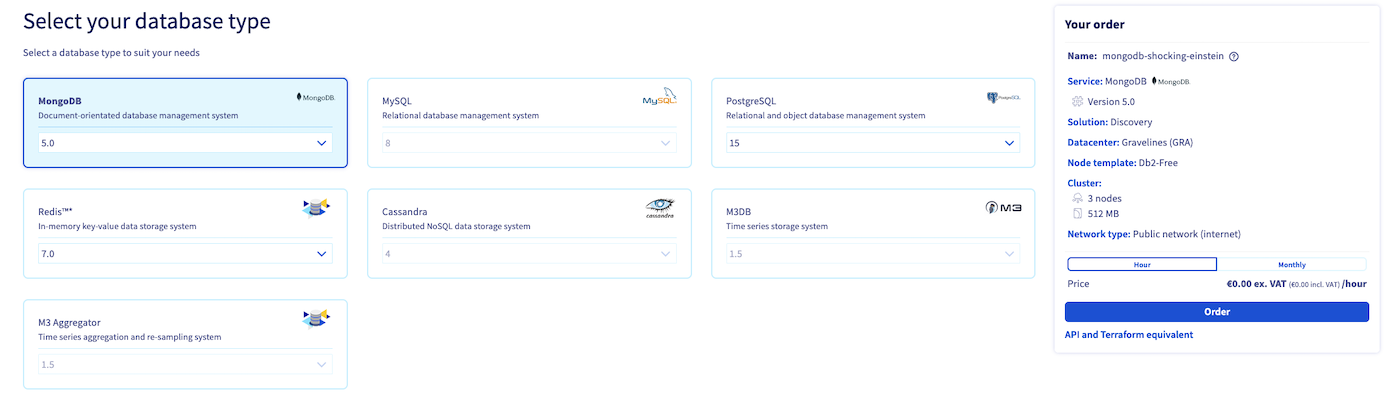 Select your database type
Select a database type to suit your needs
MongoDB
MongoDB.
Document-orientated database management system
5.0
MySQL
MySQL
Relational database management system
8
PostgreSQL
PostgreSQL
Relational and object database management system
15
Redis™*
In-memory key-value data storage system
7.0
Cassandra
cassandra
Distributed NoSQL data storage system
4
M3DB
M3
Time series storage system
1.5
M3 Aggregator
Time series aggregation and re-sampling system
1.5
Your order
Name: mongodb-shocking-einstein ?
Service: MongoDB MongoDB.
Version 5.0
Solution: Discovery
Datacenter: Gravelines (GRA)
Node template: Db2-Free
Cluster:
3 nodes
512 MB
Network type: Public network (internet)
Hour Monthly
Price €0.00 ex. VAT (€0.00 incl. VAT) /hour
Order
API and Terraform equivalent